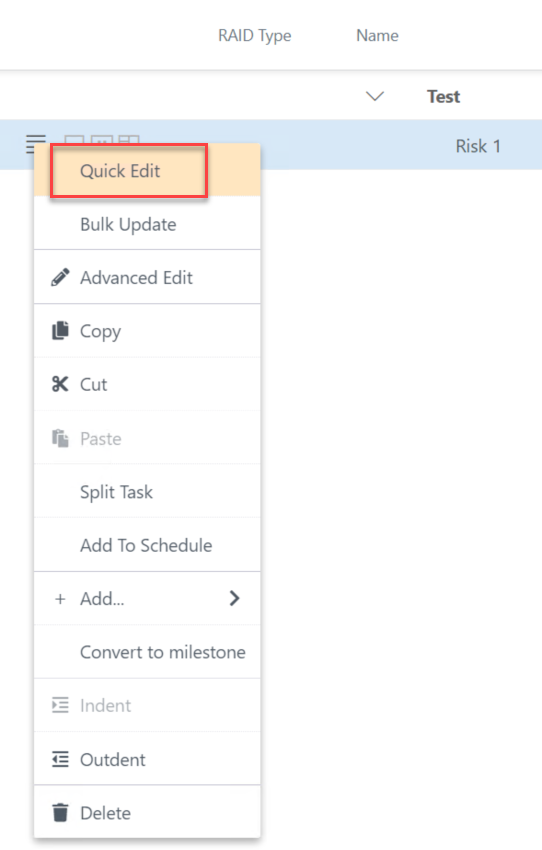 RAID Type Name
Test
Risk 1
Quick Edit
Bulk Update
Advanced Edit
Copy
Cut
Paste
Split Task
Add To Schedule
+ Add...
Convert to milestone
Indent
Outdent
Delete